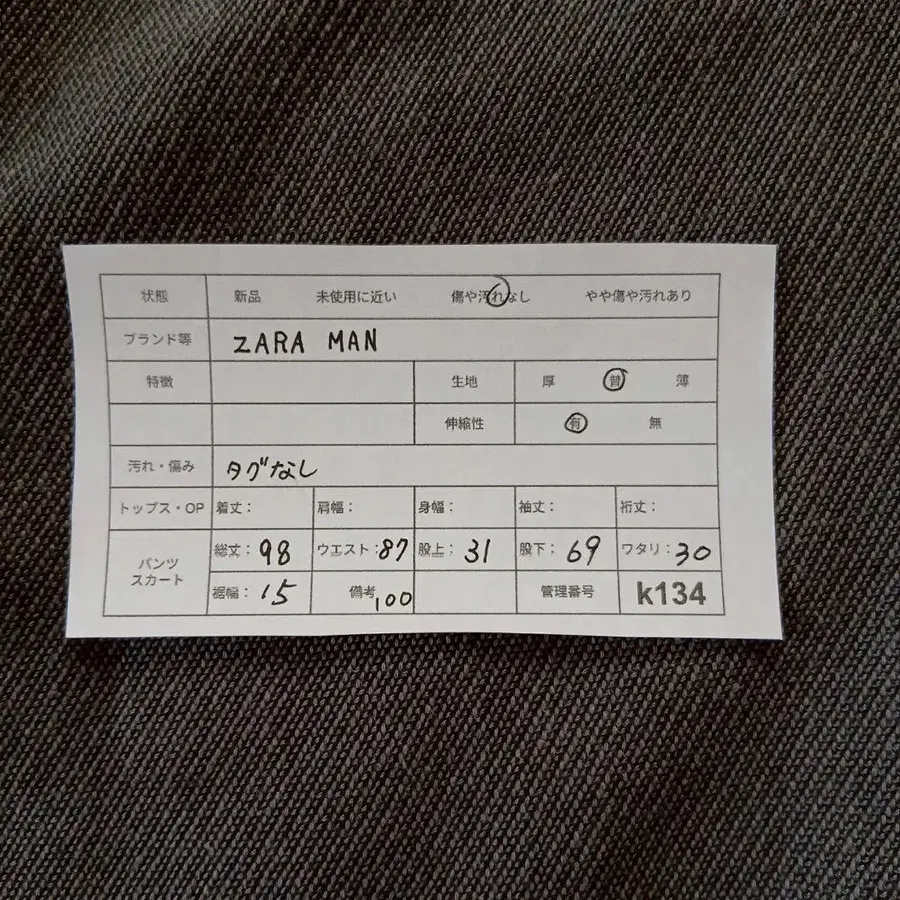 状態 新品 未使用に近い 傷や汚れなし やや傷や汚れあり
ブランド等 ZARA MAN
特徴 生地 厚 普 薄
伸縮性 有 無
汚れ・傷み タグなし
トップス・OP 着丈: 肩幅: 身幅: 袖丈: 裄丈:
パンツ スカート 総丈: 98 ウエスト: 87 股上: 31 股下: 69 ワタリ: 30
裾幅: 15 備考 100 管理番号 k134